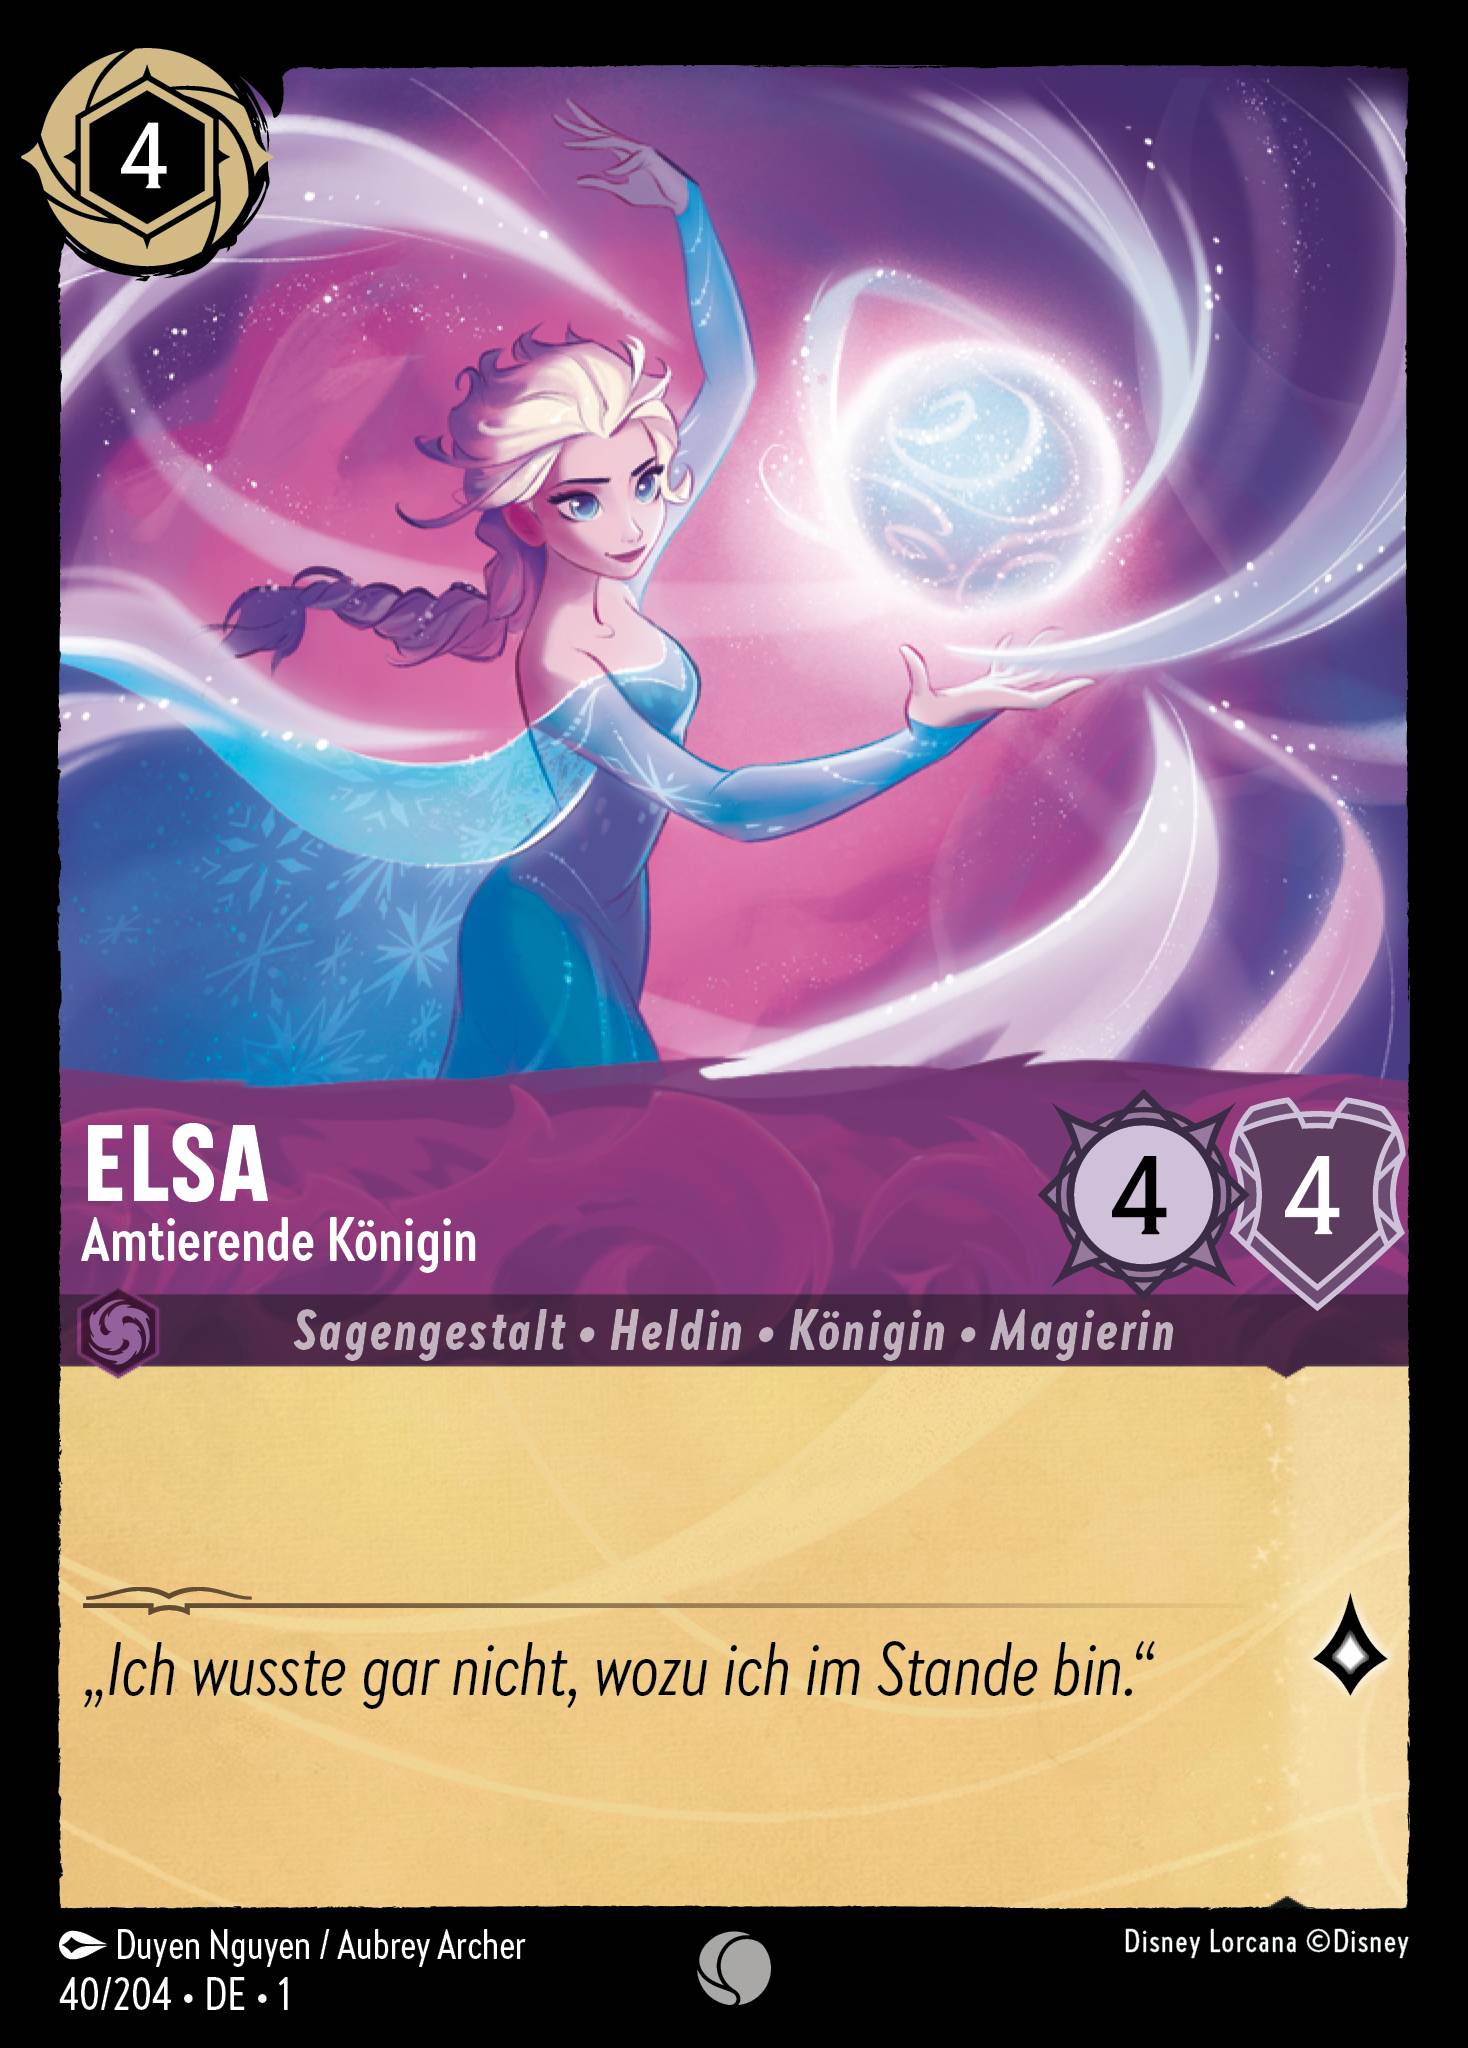 4
ELSA
Amtierende Königin
4 4
Sagengestalt • Heldin • Königin • Magierin
„Ich wusste gar nicht, wozu ich im Stande bin.“
Duyen Nguyen / Aubrey Archer
Disney Lorcana ©Disney
40/204 • DE • 1